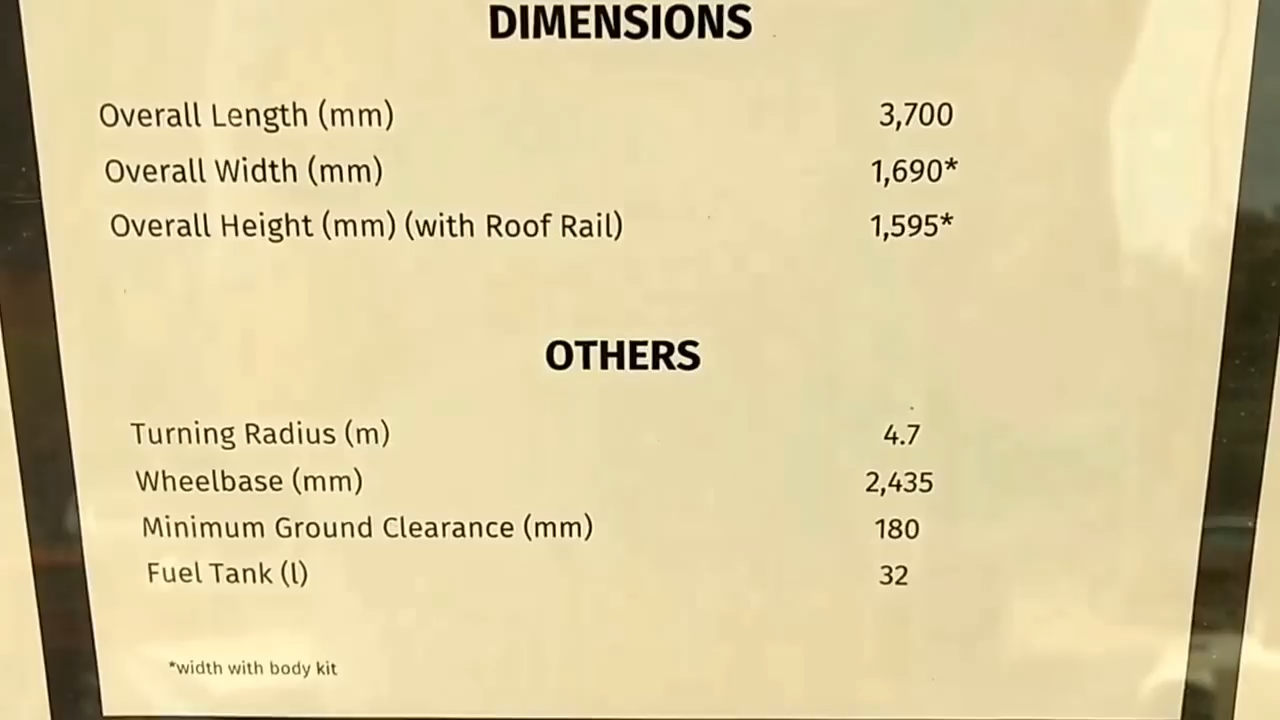 DIMENSIONS
Overall Length (mm) 3,700
Overall Width (mm) 1,690*
Overall Height (mm) (with Roof Rail) 1,595*
OTHERS
Turning Radius (m) 4.7
Wheelbase (mm) 2,435
Minimum Ground Clearance (mm) 180
Fuel Tank (l) 32
*width with body kit